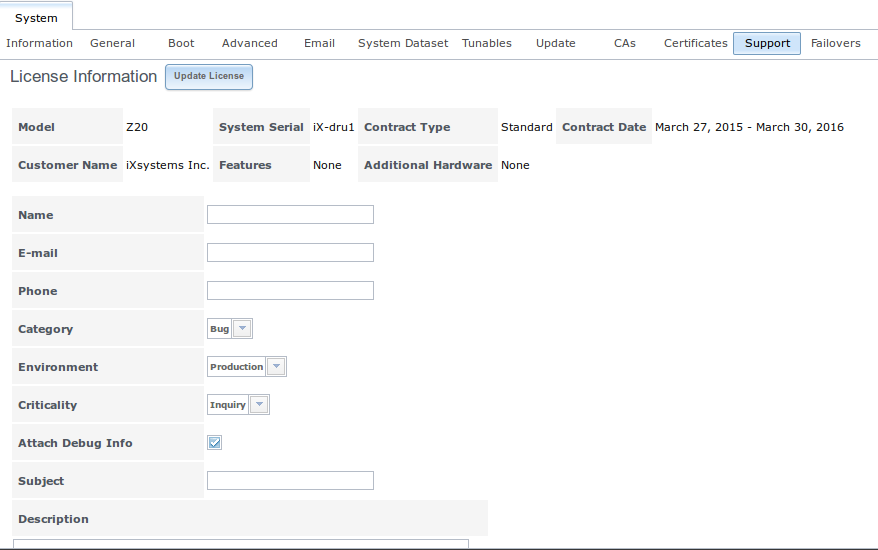 System
Information General Boot Advanced Email System Dataset Tunables Update CAs Certificates Support Failovers
License Information Update License
Model Z20 System Serial iX-dru1 Contract Type Standard Contract Date March 27, 2015 - March 30, 2016
Customer Name iXsystems Inc. Features None Additional Hardware None
Name
E-mail
Phone
Category Bug
Environment Production
Criticality Inquiry
Attach Debug Info
Subject
Description